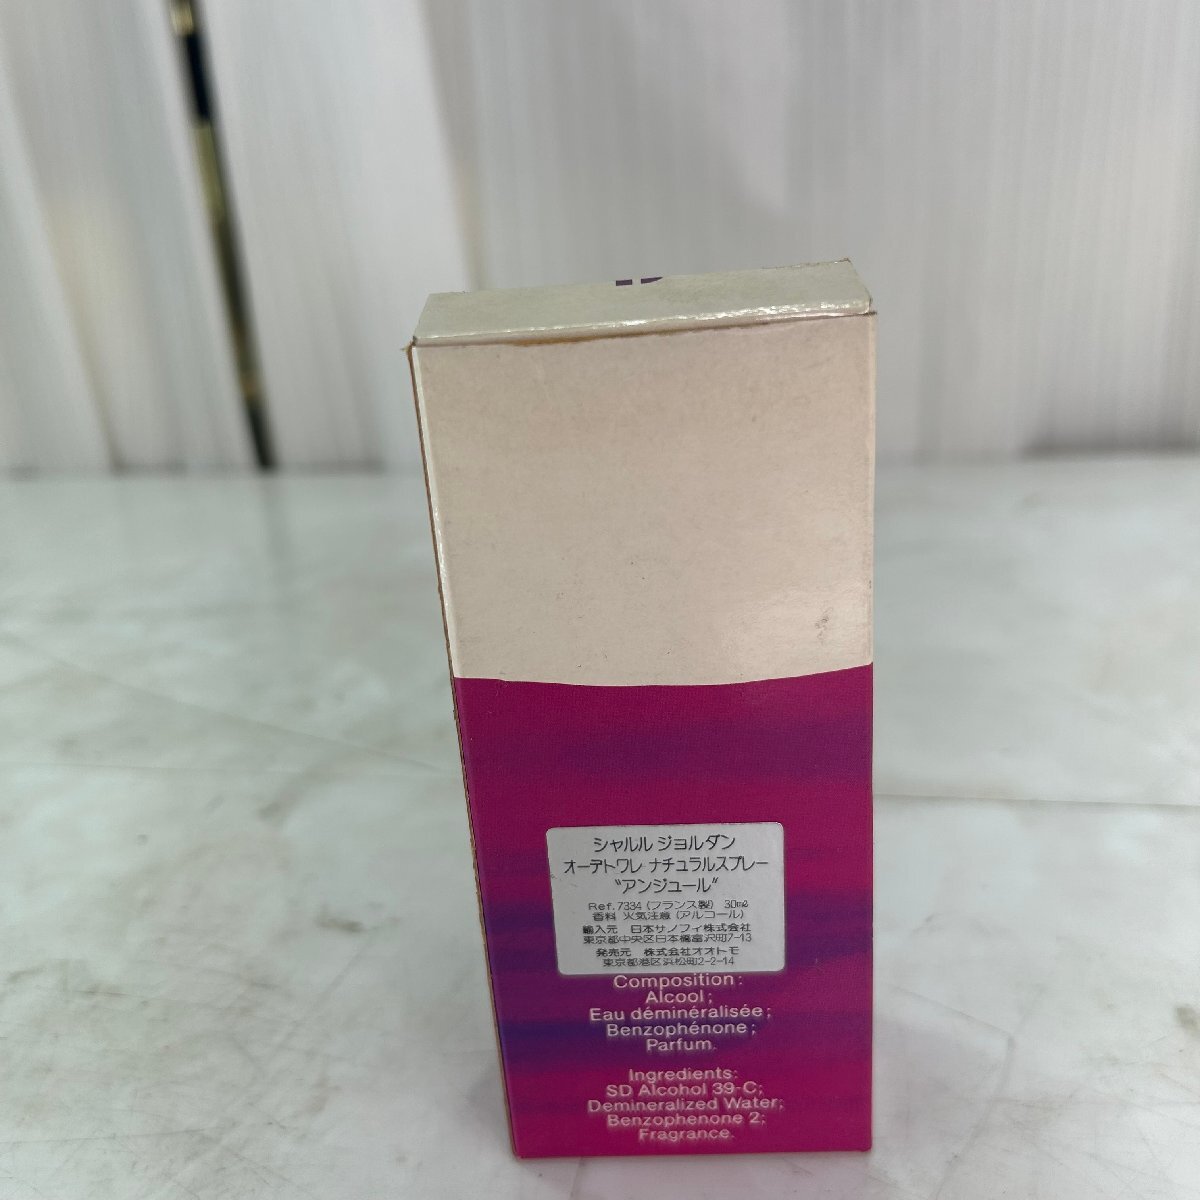 シャルル ジョルダン
オーデトワレ ナチュラルスプレー
"アンジュール"
Ref.7334 (フランス製) 30mℓ
香料 火気注意 (アルコール)
輸入元 日本サノフィ株式会社
東京都中央区日本橋富沢町7-13
発売元 株式会社オオトモ
東京都港区浜松町2-2-14
Composition:
Alcool;
Eau déminéralisée;
Benzophénone;
Parfum.
Ingredients:
SD Alcohol 39-C;
Demineralized Water;
Benzophenone 2;
Fragrance.